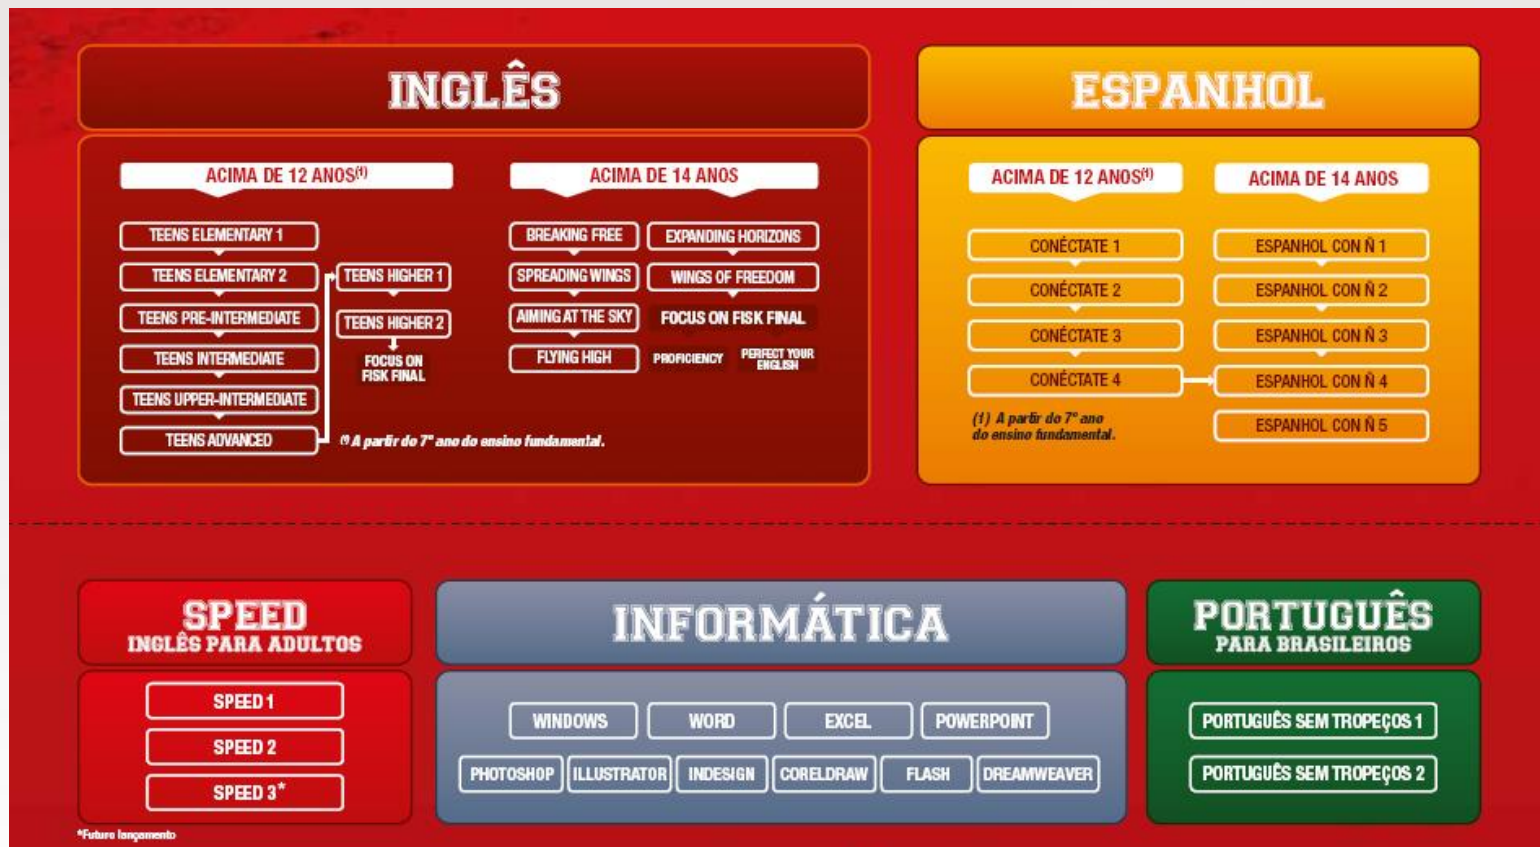 INGLÊS
ACIMA DE 12 ANOS(1)
TEENS ELEMENTARY 1
TEENS ELEMENTARY 2
TEENS PRE-INTERMEDIATE
TEENS INTERMEDIATE
TEENS UPPER-INTERMEDIATE
TEENS ADVANCED
TEENS HIGHER 1
TEENS HIGHER 2
FOCUS ON
FISK FINAL
(1) A partir do 7º ano do ensino fundamental.
ACIMA DE 14 ANOS
BREAKING FREE
SPREADING WINGS
AIMING AT THE SKY
FLYING HIGH
EXPANDING HORIZONS
WINGS OF FREEDOM
FOCUS ON FISK FINAL
PROFICIENCY
PERFECT YOUR
ENGLISH
ESPANHOL
ACIMA DE 12 ANOS(1)
CONÉCTATE 1
CONÉCTATE 2
CONÉCTATE 3
CONÉCTATE 4
(1) A partir do 7º ano
do ensino fundamental.
ACIMA DE 14 ANOS
ESPANHOL CON Ñ 1
ESPANHOL CON Ñ 2
ESPANHOL CON Ñ 3
ESPANHOL CON Ñ 4
ESPANHOL CON Ñ 5
SPEED
INGLÊS PARA ADULTOS
SPEED 1
SPEED 2
SPEED 3*
*Futuro lançamento
INFORMÁTICA
WINDOWS
WORD
EXCEL
POWERPOINT
PHOTOSHOP
ILLUSTRATOR
INDESIGN
CORELDRAW
FLASH
DREAMWEAVER
PORTUGUÊS
PARA BRASILEIROS
PORTUGUÊS SEM TROPEÇOS 1
PORTUGUÊS SEM TROPEÇOS 2